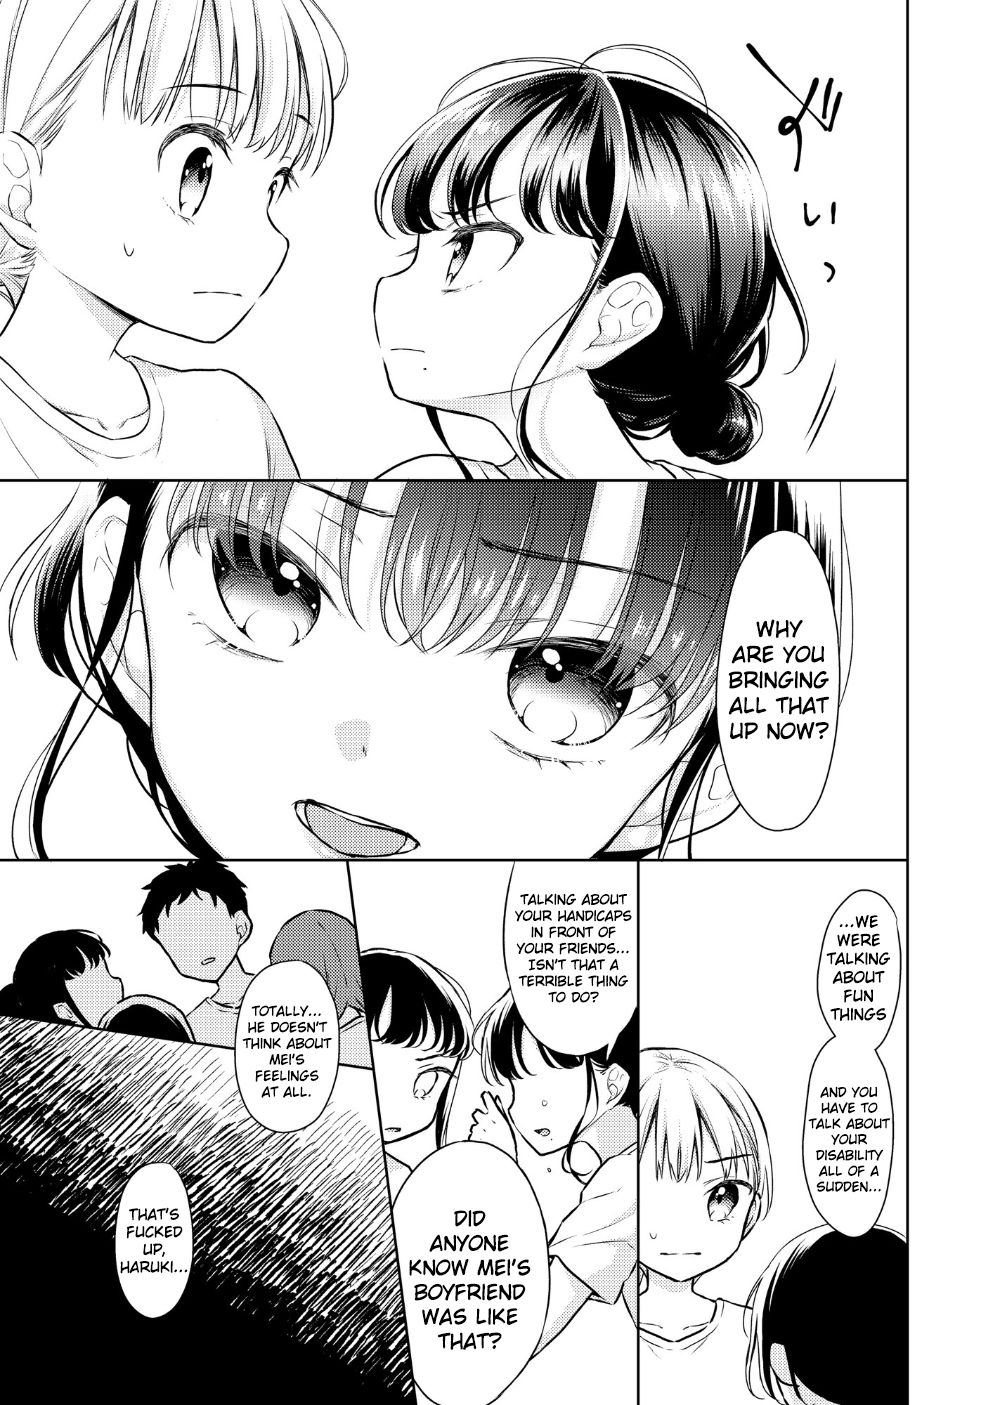 ずいっ
WHY
ARE YOU
BRINGING
ALL THAT
UP NOW?
...WE
WERE
TALKING
ABOUT
FUN
THINGS
AND YOU
HAVE TO
TALK ABOUT
YOUR
DISABILITY
ALL OF A
SUDDEN...
TALKING ABOUT
YOUR HANDICAPS
IN FRONT OF
YOUR FRIENDS...
ISN'T THAT A
TERRIBLE THING
TO DO?
DID
ANYONE
KNOW MEI'S
BOYFRIEND
WAS LIKE
THAT?
TOTALLY...
HE DOESN'T
THINK ABOUT
MEI'S
FEELINGS
AT ALL.
THAT'S
FUCKED
UP,
HARUKI...